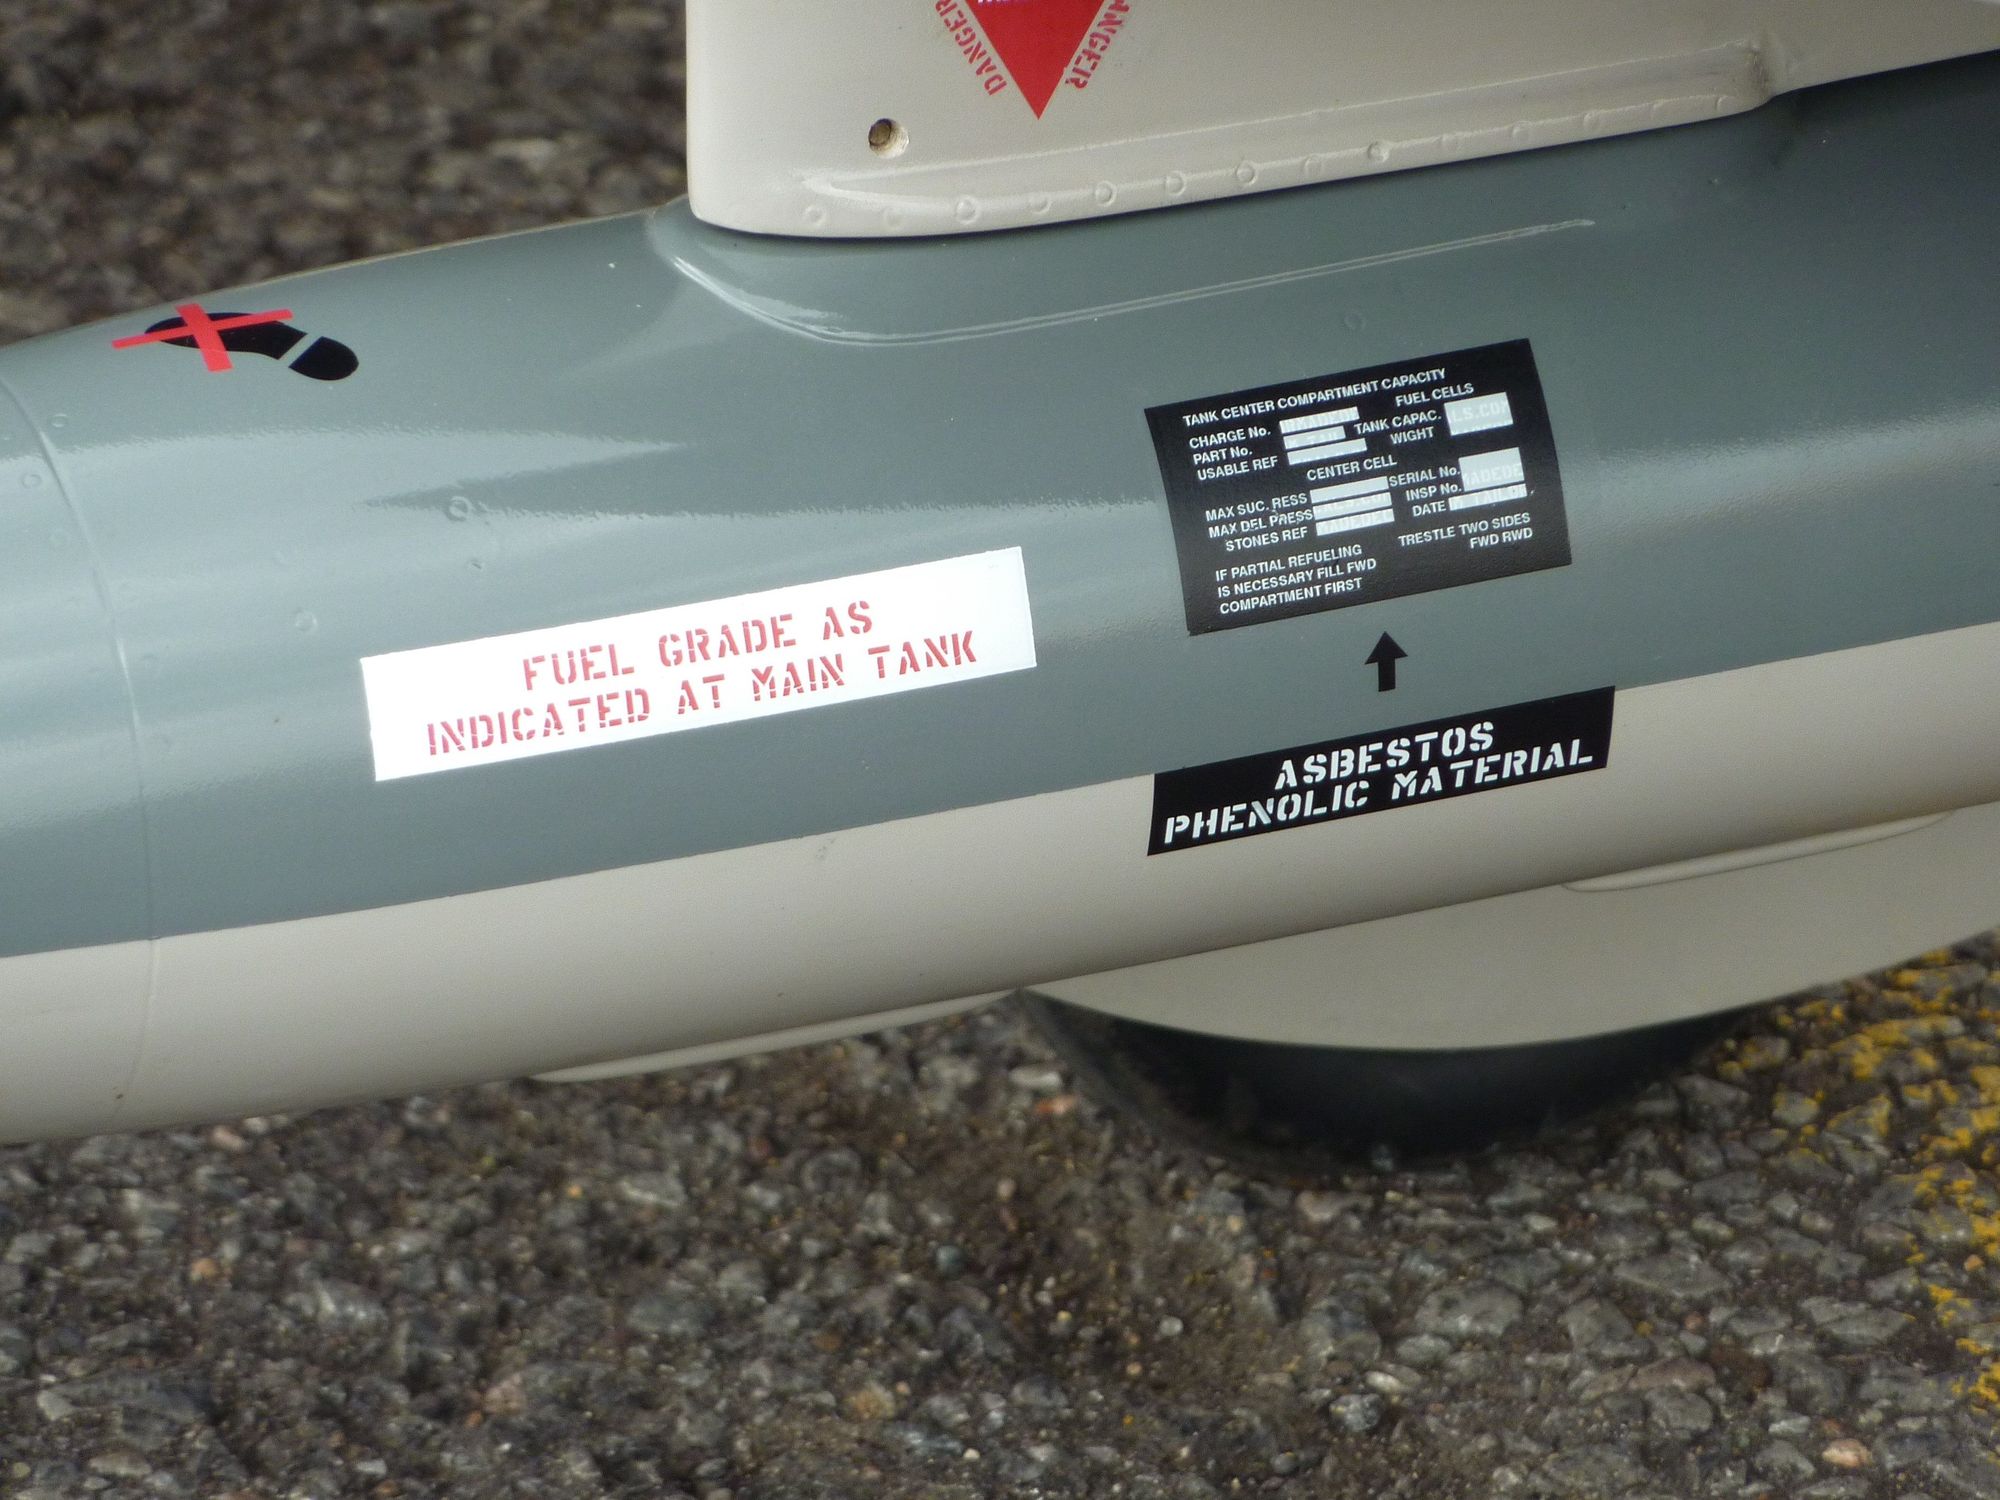 DANGER
DANGER
TANK CENTER COMPARTMENT CAPACITY
FUEL CELLS
CHARGE No.
TANK CAPAC.
PART No.
WIGHT
USABLE REF
CENTER CELL
SERIAL No.
MAX SUC. RESS
INSP No.
MAX DEL PRESS
DATE
STONES REF
TRESTLE TWO SIDES
FWD RWD
IF PARTIAL REFUELING
IS NECESSARY FILL FWD
COMPARTMENT FIRST
FUEL GRADE AS
INDICATED AT MAIN TANK
ASBESTOS
PHENOLIC MATERIAL